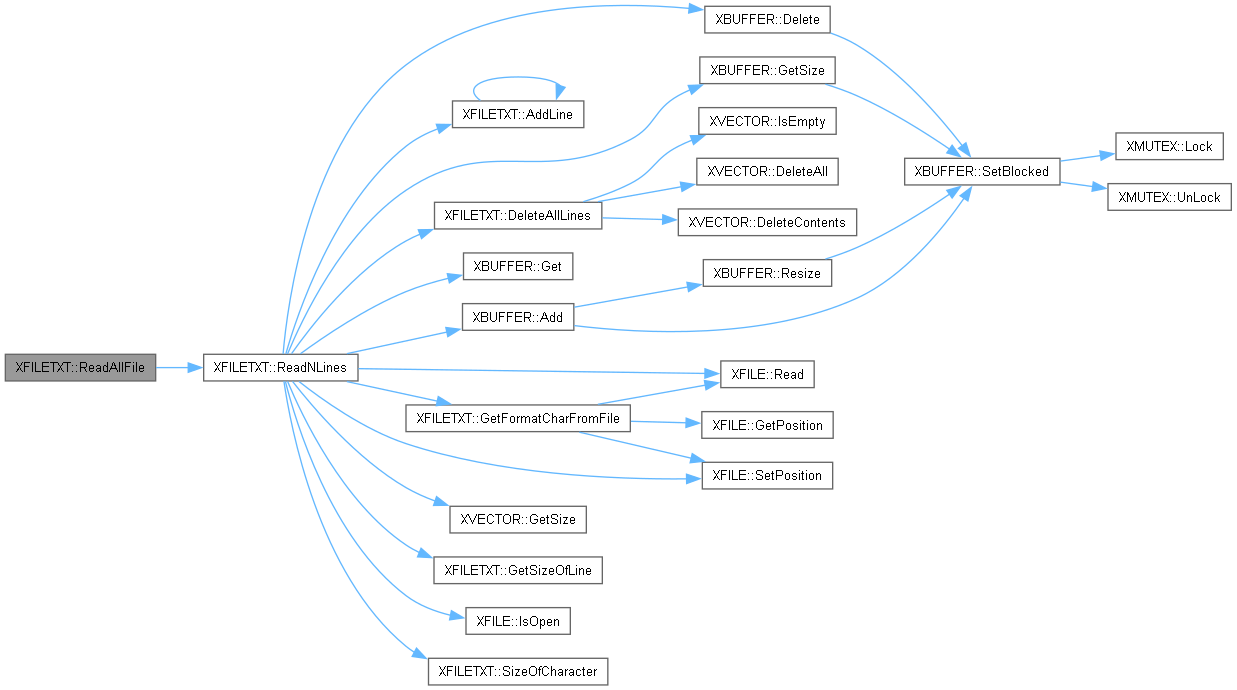 XBUFFER::Delete
XBUFFER::GetSize
XFILETXT::AddLine
XVECTOR::IsEmpty
XMUTEX::Lock
XVECTOR::DeleteAll
XBUFFER::SetBlocked
XMUTEX::UnLock
XFILETXT::DeleteAllLines
XVECTOR::DeleteContents
XBUFFER::Get
XBUFFER::Resize
XBUFFER::Add
XFILETXT::ReadAllFile
XFILETXT::ReadNLines
XFILE::Read
XFILETXT::GetFormatCharFromFile
XFILE::GetPosition
XFILE::SetPosition
XVECTOR::GetSize
XFILETXT::GetSizeOfLine
XFILE::IsOpen
XFILETXT::SizeOfCharacter